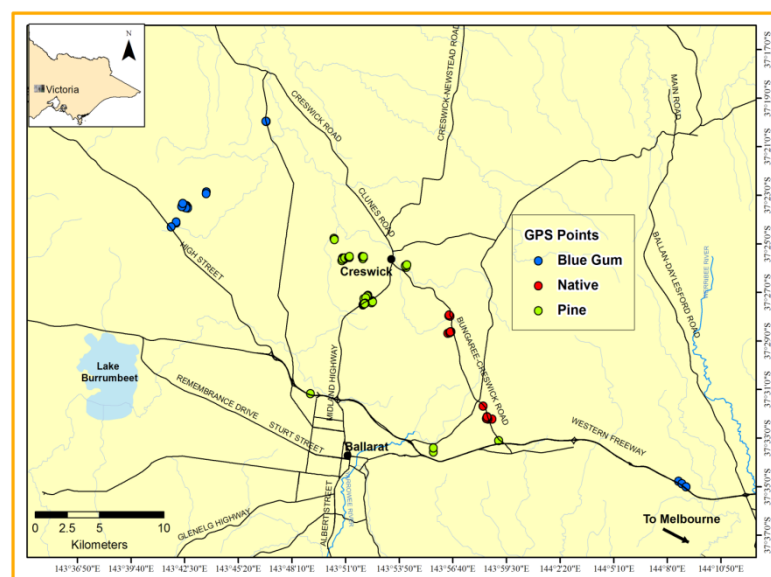 N
Victoria
CRESWICK ROAD
CRESWICK-NEWSTEAD ROAD
MAIN ROAD
CLUNES ROAD
HIGH STREET
Creswick
GPS Points
Blue Gum
Native
Pine
BALLAN-DAYLESFORD ROAD
BUNGAREE-CRESWICK ROAD
MIDLAND HIGHWAY
Lake
Burrumbeet
REMEMBRANCE DRIVE
STURT STREET
Ballarat
WESTERN FREEWAY
ALBERT STREET
GLENELG HIGHWAY
To Melbourne
0 2.5 5 10
Kilometers
37°17'0"S
37°19'0"S
37°21'0"S
37°23'0"S
37°25'0"S
37°27'0"S
37°29'0"S
37°31'0"S
37°33'0"S
37°35'0"S
37°37'0"S
143°36'50"E
143°39'40"E
143°42'30"E
143°45'20"E
143°48'10"E
143°51'0"E
143°53'50"E
143°56'40"E
143°59'30"E
144°2'20"E
144°5'10"E
144°8'0"E
144°10'50"E